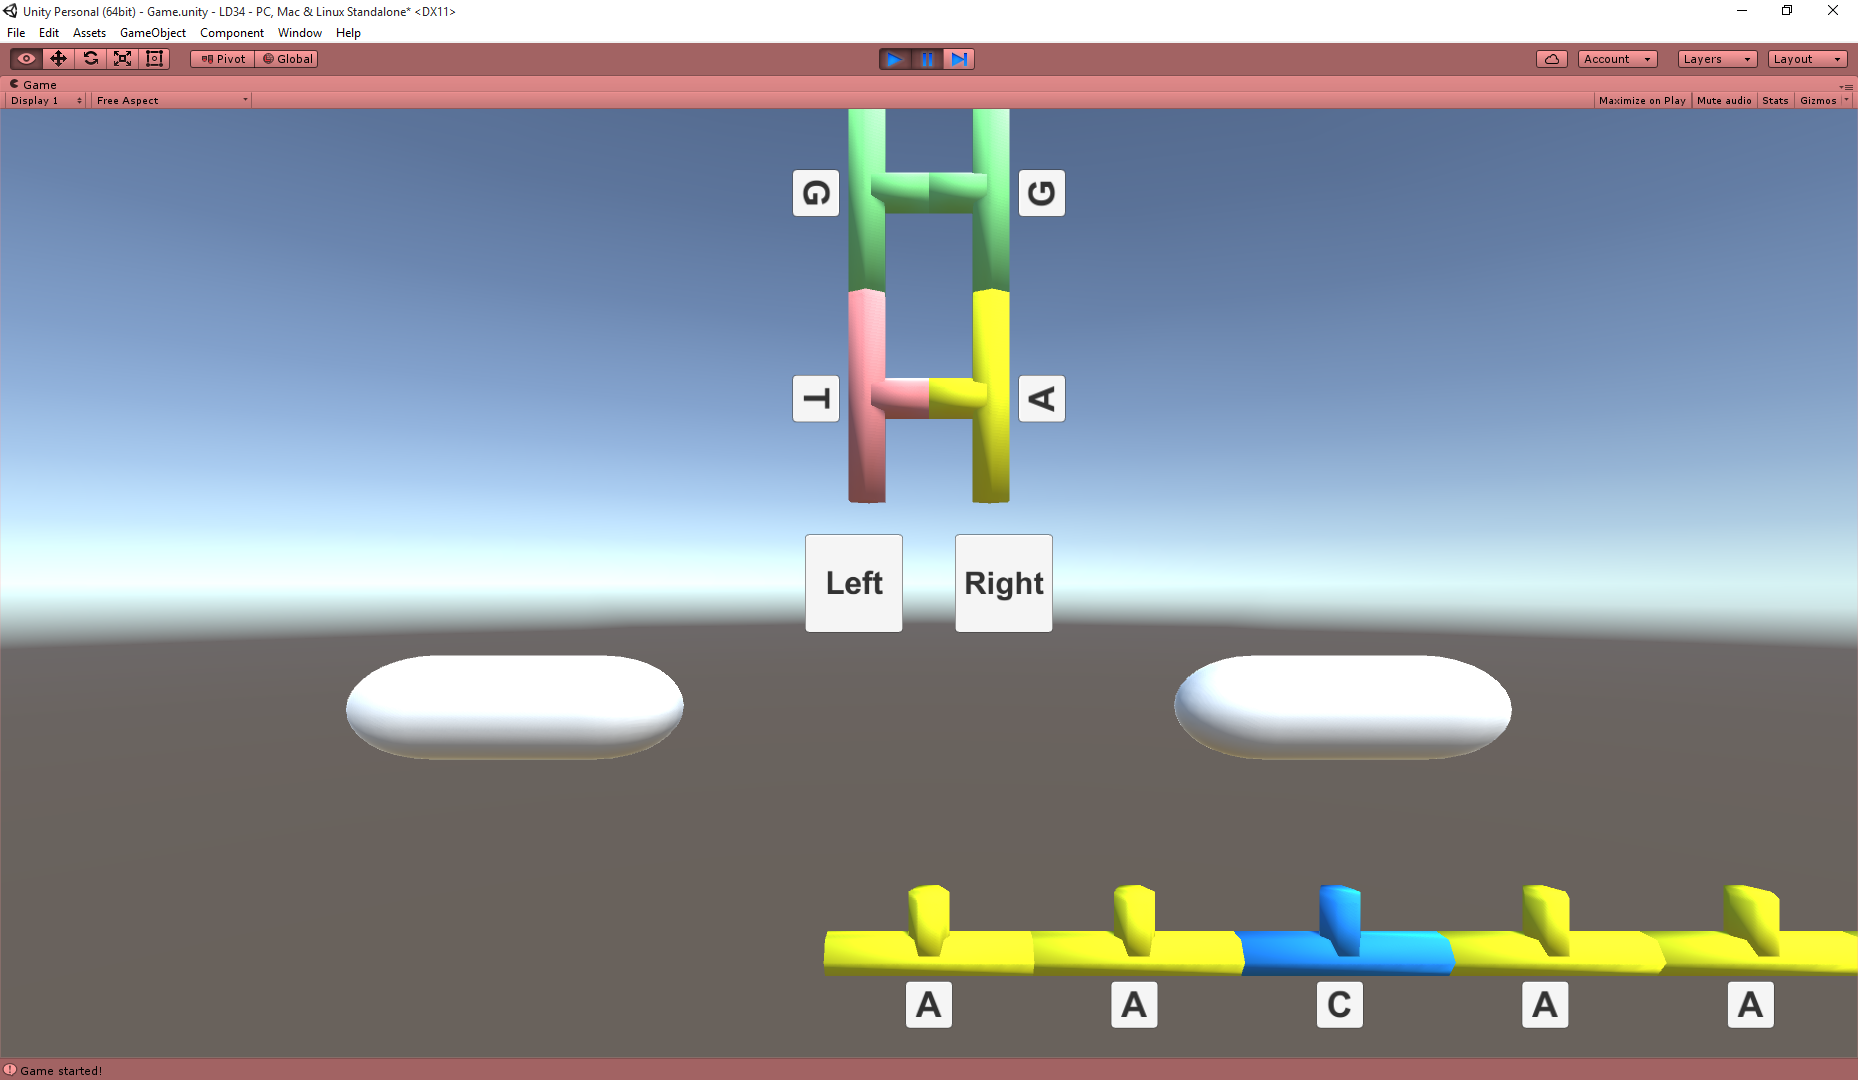 Unity Personal (64bit) - Game.unity - LD34 - PC, Mac & Linux Standalone* <DX11>
File Edit Assets GameObject Component Window Help
Pivot Global Account Layers Layout
Game
Display 1 Free Aspect Maximize on Play Mute audio Stats Gizmos
G G
T A
Left Right
A A C A A
Game started!